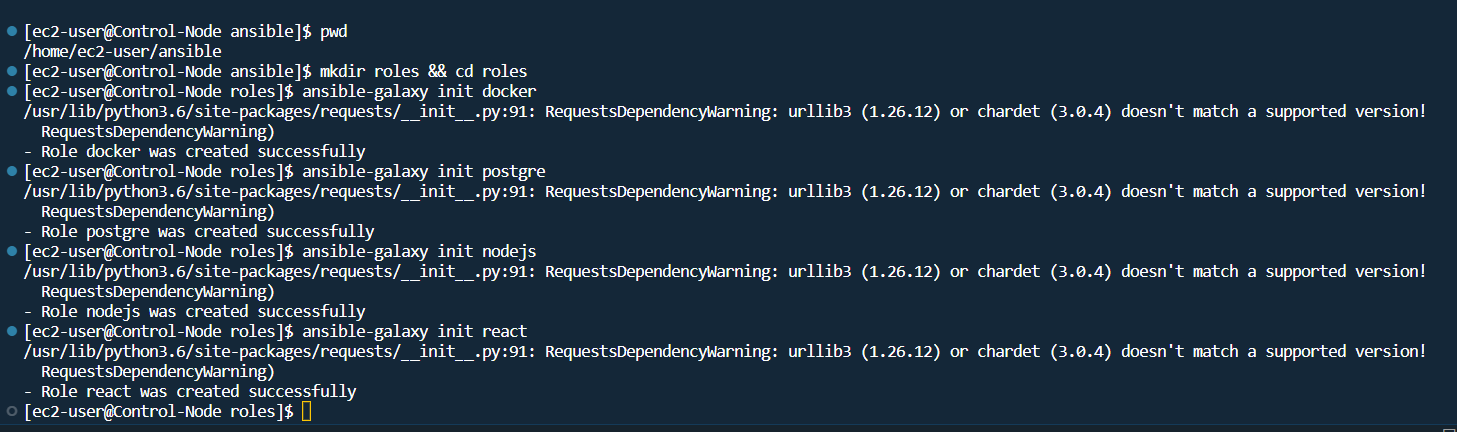 [ec2-user@Control-Node ansible]$ pwd
/home/ec2-user/ansible
[ec2-user@Control-Node ansible]$ mkdir roles && cd roles
[ec2-user@Control-Node roles]$ ansible-galaxy init docker
/usr/lib/python3.6/site-packages/requests/__init__.py:91: RequestsDependencyWarning: urllib3 (1.26.12) or chardet (3.0.4) doesn't match a supported version!
  RequestsDependencyWarning)
- Role docker was created successfully
[ec2-user@Control-Node roles]$ ansible-galaxy init postgre
/usr/lib/python3.6/site-packages/requests/__init__.py:91: RequestsDependencyWarning: urllib3 (1.26.12) or chardet (3.0.4) doesn't match a supported version!
  RequestsDependencyWarning)
- Role postgre was created successfully
[ec2-user@Control-Node roles]$ ansible-galaxy init nodejs
/usr/lib/python3.6/site-packages/requests/__init__.py:91: RequestsDependencyWarning: urllib3 (1.26.12) or chardet (3.0.4) doesn't match a supported version!
  RequestsDependencyWarning)
- Role nodejs was created successfully
[ec2-user@Control-Node roles]$ ansible-galaxy init react
/usr/lib/python3.6/site-packages/requests/__init__.py:91: RequestsDependencyWarning: urllib3 (1.26.12) or chardet (3.0.4) doesn't match a supported version!
  RequestsDependencyWarning)
- Role react was created successfully
[ec2-user@Control-Node roles]$